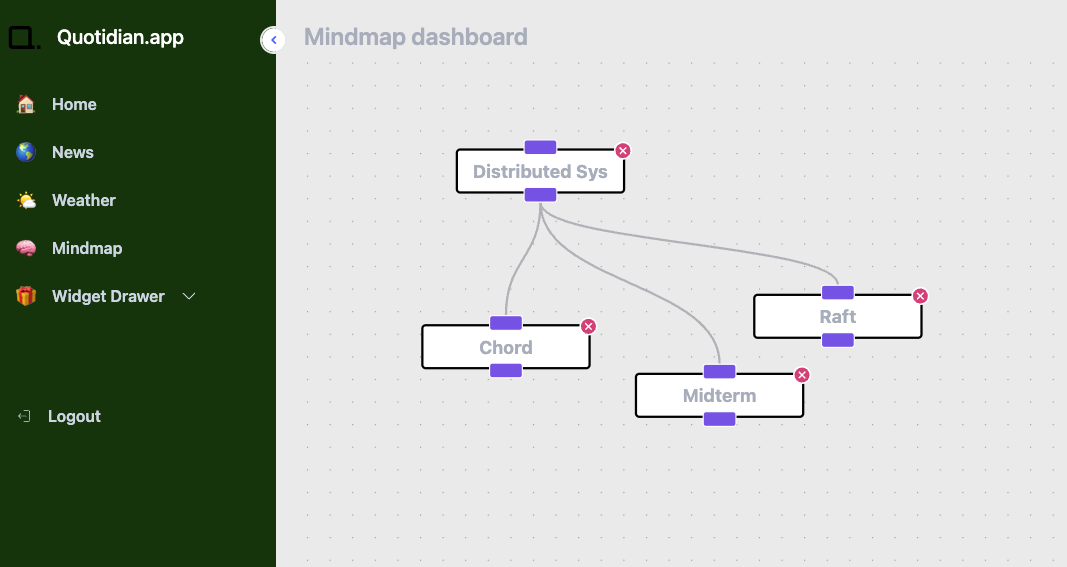 Quotidian.app
Home
News
Weather
Mindmap
Widget Drawer
Logout
Mindmap dashboard
Distributed Sys
Chord
Midterm
Raft